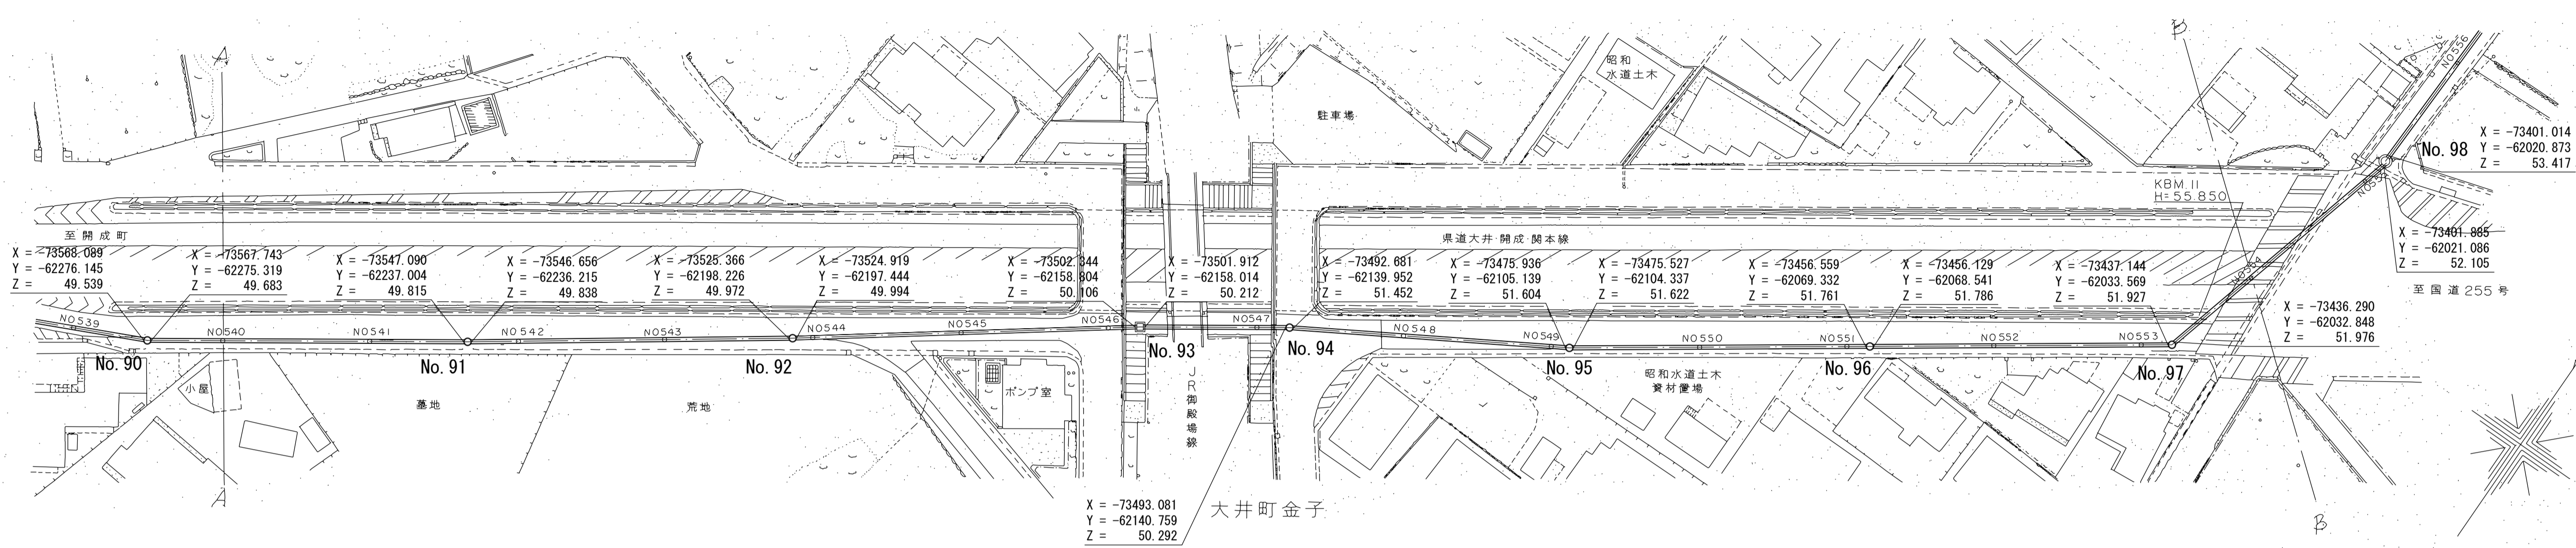 A
B
NO556
昭和
水道土木
駐車場
No. 98
X = -73401.014
Y = -62020.873
Z = 53.417
KBM.11
H=55.850
至開成町
県道大井・開成・関本線
X = -73568.089
Y = -62276.145
Z = 49.539
X = -73567.743
Y = -62275.319
Z = 49.683
X = -73547.090
Y = -62237.004
Z = 49.815
X = -73546.656
Y = -62236.215
Z = 49.838
X = -73525.366
Y = -62198.226
Z = 49.972
X = -73524.919
Y = -62197.444
Z = 49.994
X = -73502.344
Y = -62158.804
Z = 50.106
X = -73501.912
Y = -62158.014
Z = 50.212
X = -73492.681
Y = -62139.952
Z = 51.452
X = -73475.936
Y = -62105.139
Z = 51.604
X = -73475.527
Y = -62104.337
Z = 51.622
X = -73456.559
Y = -62069.332
Z = 51.761
X = -73456.129
Y = -62068.541
Z = 51.786
X = -73437.144
Y = -62033.569
Z = 51.927
X = -73401.885
Y = -62021.086
Z = 52.105
至国道255号
X = -73436.290
Y = -62032.848
Z = 51.976
NO539
NO540
NO541
NO542
NO543
NO544
NO545
NO546
NO547
NO548
NO549
NO550
NO551
NO552
NO553
NO554
No. 90
No. 91
No. 92
No. 93
No. 94
No. 95
No. 96
No. 97
小屋
墓地
荒地
ポンプ室
JR御殿場線
昭和水道土木
資材置場
A
B
X = -73493.081
Y = -62140.759
Z = 50.292
大井町金子